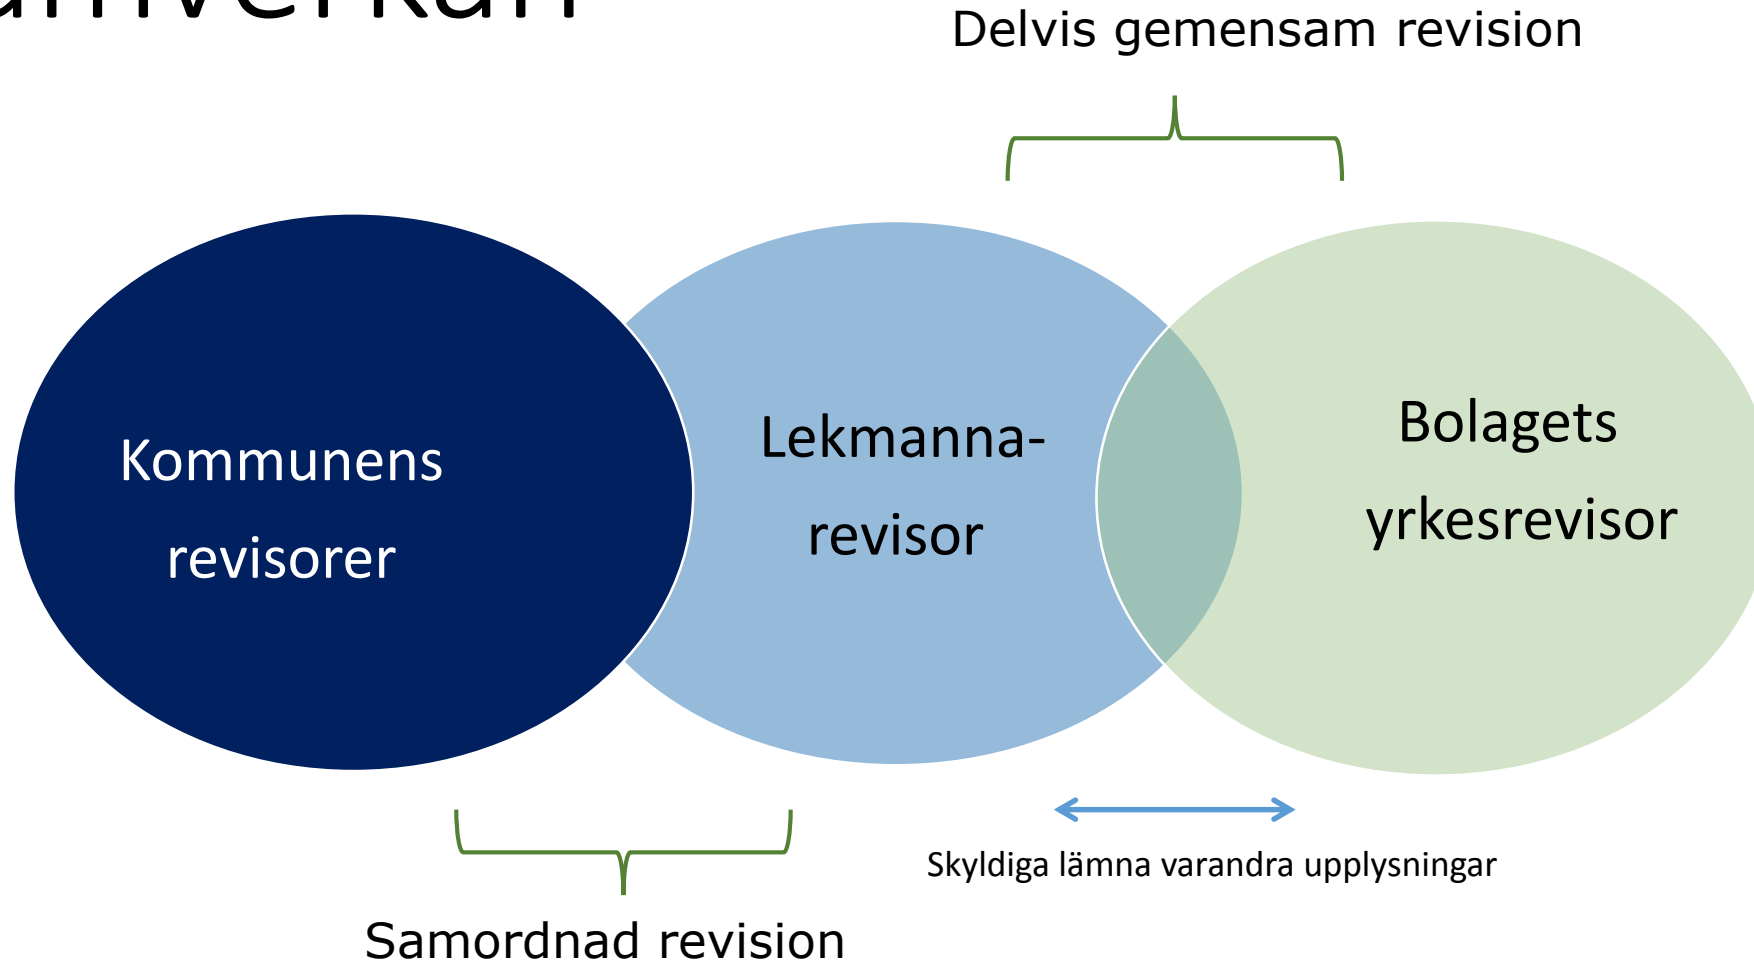 Delvis gemensam revision
Kommunens
revisorer
Lekmanna-
revisor
Bolagets
yrkesrevisor
Skyldiga lämna varandra upplysningar
Samordnad revision